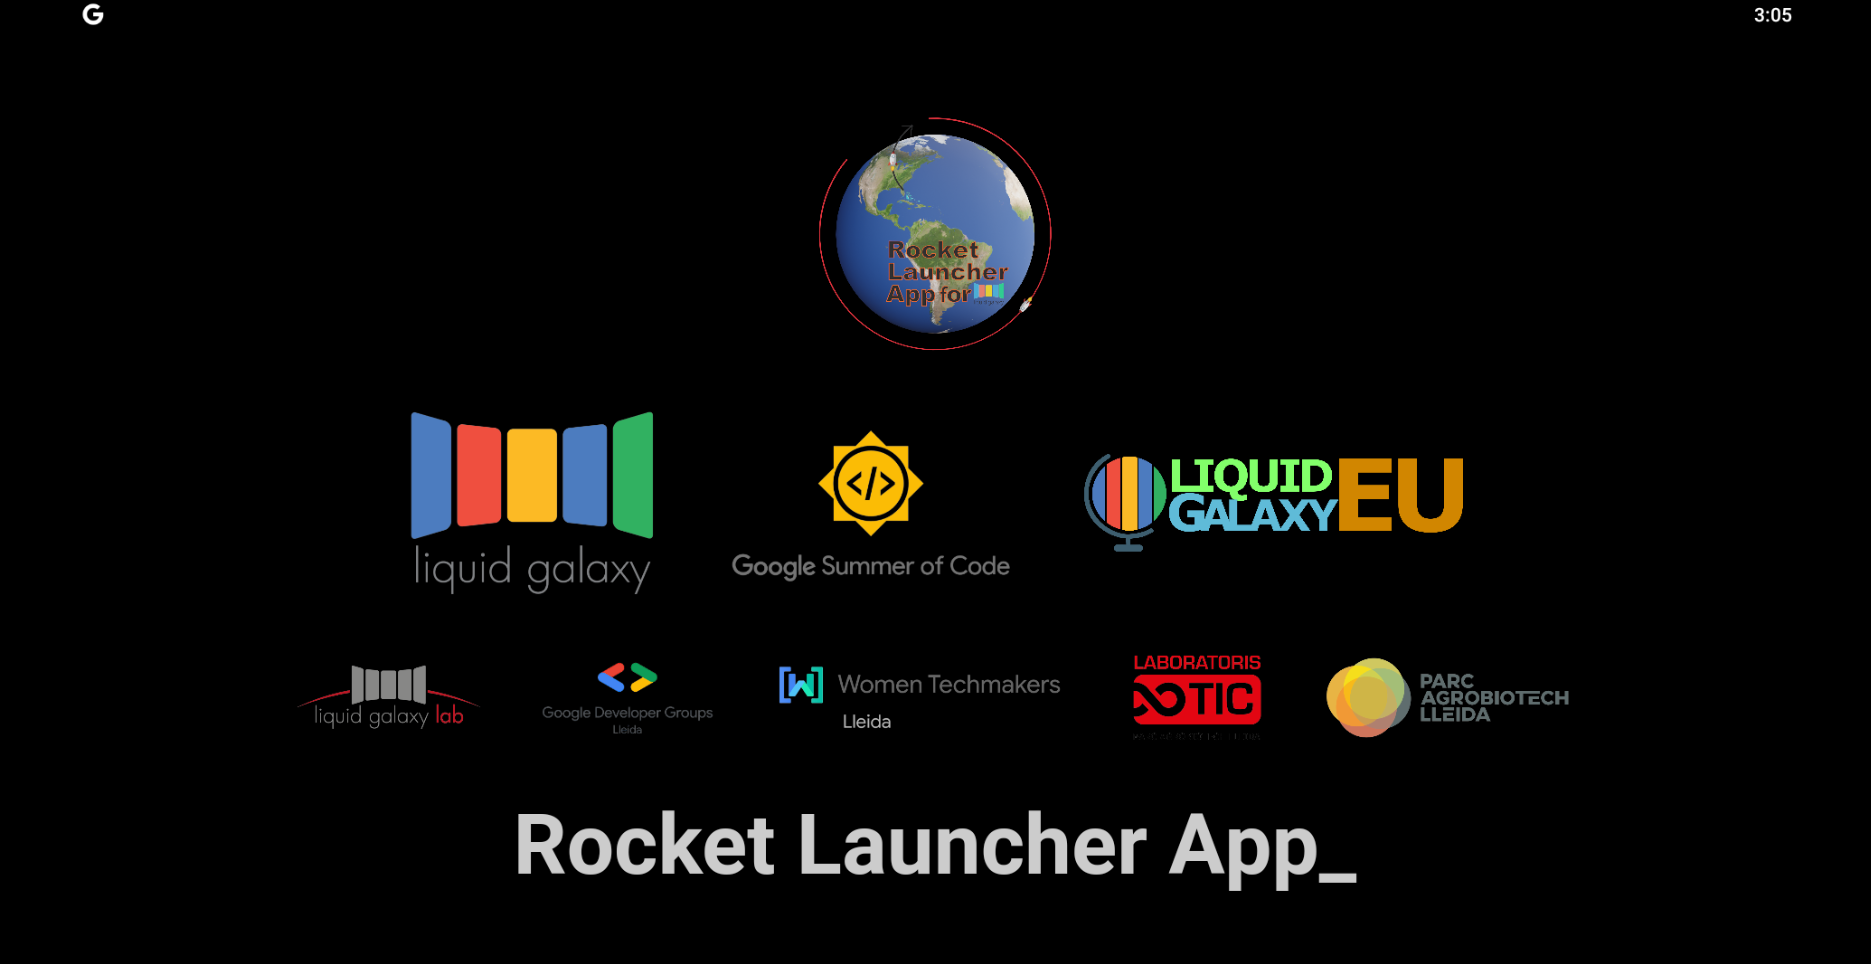 G
3:05
Rocket
Launcher
App for
liquid galaxy
Google Summer of Code
LIQUID
GALAXY EU
liquid galaxy lab
Google Developer Groups
Lleida
Women Techmakers
Lleida
LABORATORIS
TIC
PARC
AGROBIOTECH
LLEIDA
Rocket Launcher App_